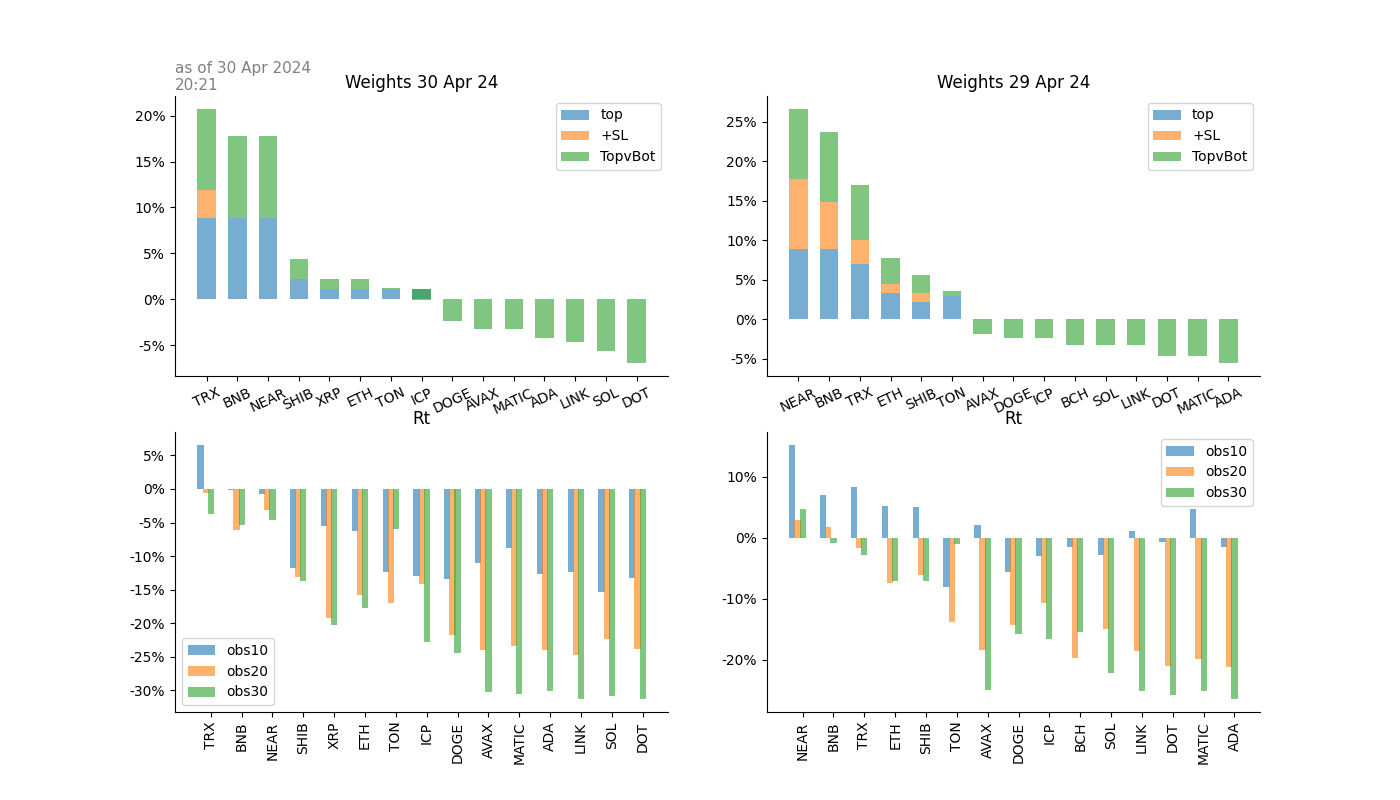 as of 30 Apr 2024
20:21
Weights 30 Apr 24
20%
15%
10%
5%
0%
-5%
top
+SL
TopvBot
TRX BNB NEAR SHIB XRP ETH TON ICP DOGE AVAX MATIC ADA LINK SOL DOT
Weights 29 Apr 24
25%
20%
15%
10%
5%
0%
-5%
top
+SL
TopvBot
NEAR BNB TRX ETH SHIB TON AVAX DOGE ICP BCH SOL LINK DOT MATIC ADA
Rt
5%
0%
-5%
-10%
-15%
-20%
-25%
-30%
obs10
obs20
obs30
TRX BNB NEAR SHIB XRP ETH TON ICP DOGE AVAX MATIC ADA LINK SOL DOT
Rt
10%
0%
-10%
-20%
obs10
obs20
obs30
NEAR BNB TRX ETH SHIB TON AVAX DOGE ICP BCH SOL LINK DOT MATIC ADA